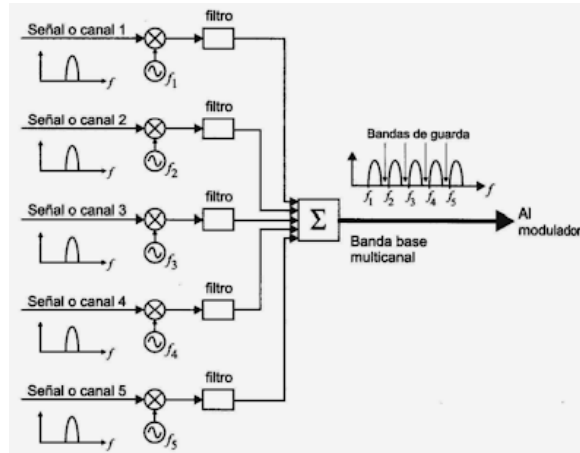 filtro
Señal o canal 1
f
f₁
filtro
Señal o canal 2
f
f₂
filtro
Señal o canal 3
f
f₃
filtro
Señal o canal 4
f
f₄
filtro
Señal o canal 5
f
f₅
Σ
Bandas de guarda
f₁ f₂ f₃ f₄ f₅ f
Banda base
multicanal
Al
modulador